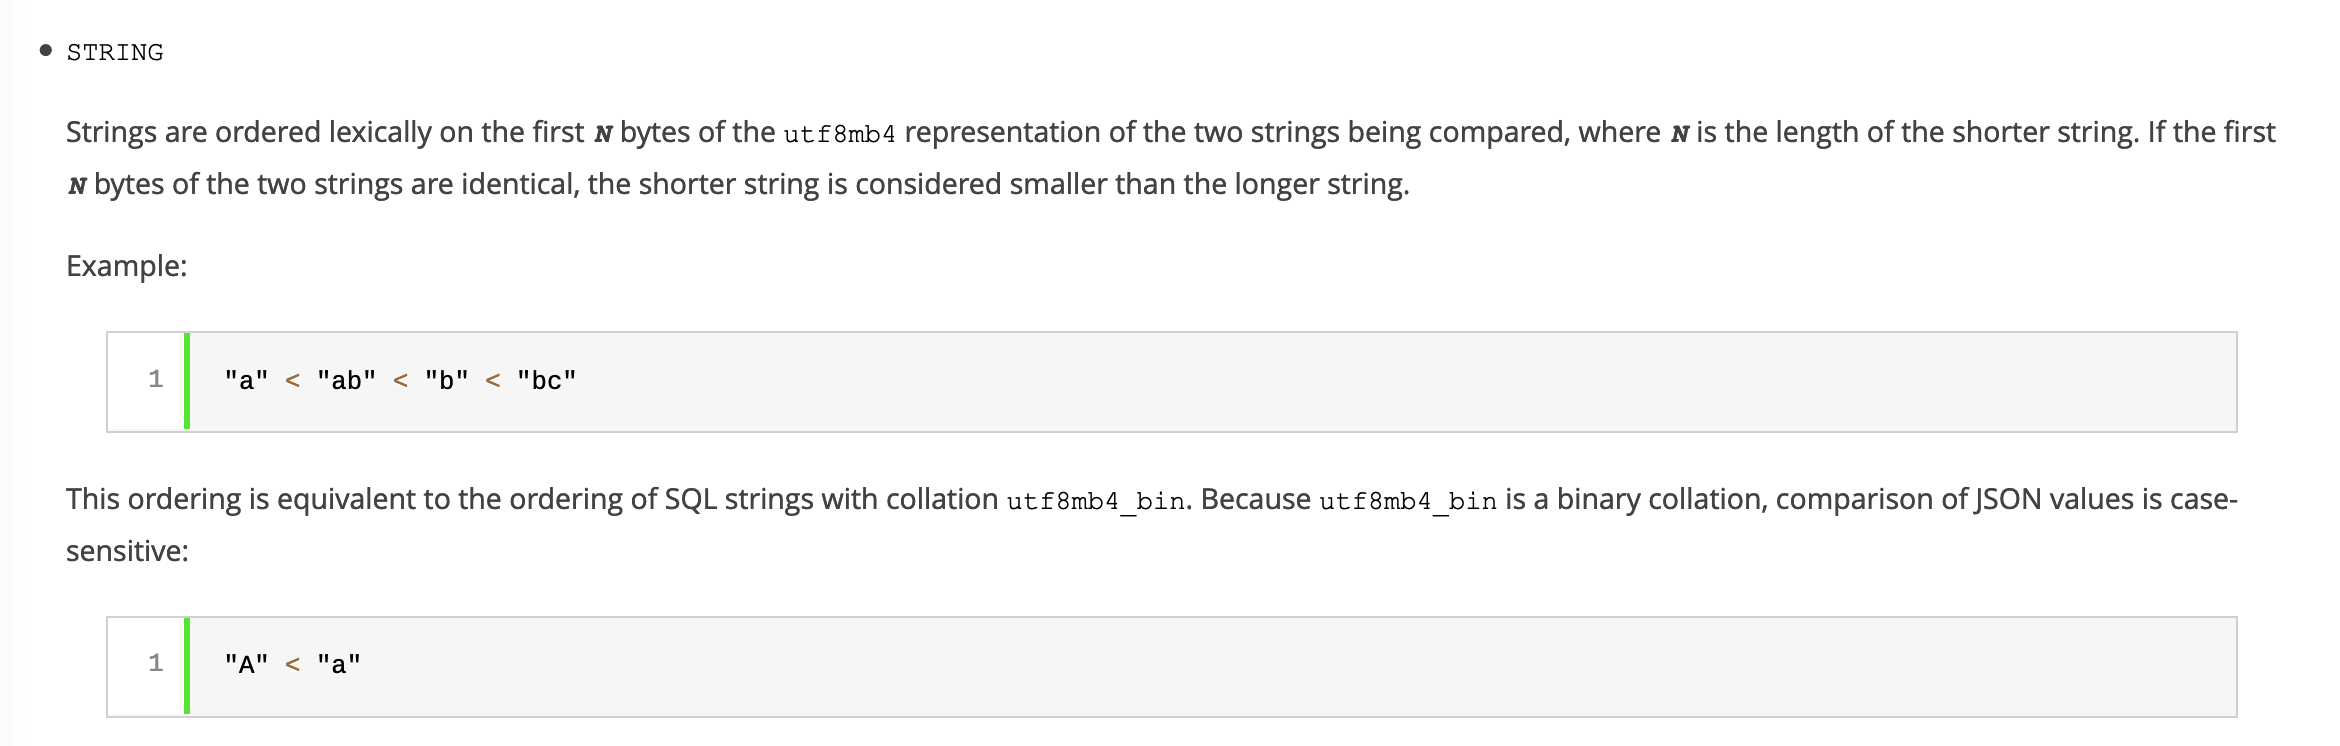 • STRING
Strings are ordered lexically on the first N bytes of the utf8mb4 representation of the two strings being compared, where N is the length of the shorter string. If the first
N bytes of the two strings are identical, the shorter string is considered smaller than the longer string.
Example:
1 "a" < "ab" < "b" < "bc"
This ordering is equivalent to the ordering of SQL strings with collation utf8mb4_bin. Because utf8mb4_bin is a binary collation, comparison of JSON values is case-
sensitive:
1 "A" < "a"